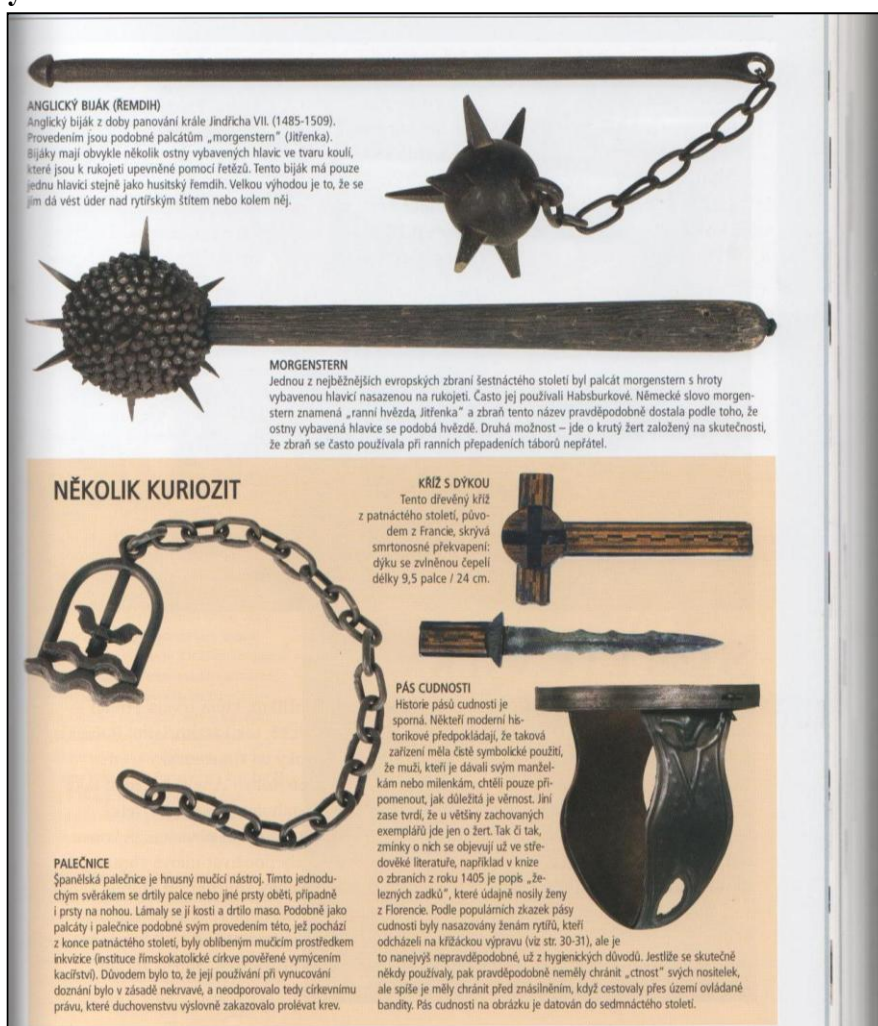 ANGLICKÝ BIJÁK (ŘEMDIH)
Anglický biják z doby panování krále Jindřicha VII. (1485-1509).
Provedením jsou podobné palcátům „morgenstern“ (Jitřenka).
Bijáky mají obvykle několik ostny vybavených hlavic ve tvaru koulí,
které jsou k rukojeti upevněné pomocí řetězů. Tento biják má pouze
jednu hlavici stejně jako husitský řemdih. Velkou výhodou je to, že se
jím dá vést úder nad rytířským štítem nebo kolem něj.
MORGENSTERN
Jednou z nejběžnějších evropských zbraní šestnáctého století byl palcát morgenstern s hroty
vybavenou hlavicí nasazenou na rukojeti. Často jej používali Habsburkové. Německé slovo morgen-
stern znamená „ranní hvězda, Jitřenka“ a zbraň tento název pravděpodobně dostala podle toho, že
ostny vybavená hlavice se podobá hvězdě. Druhá možnost – jde o krutý žert založený na skutečnosti,
že zbraň se často používala při ranních přepadeních táborů nepřátel.
NĚKOLIK KURIOZIT
KŘÍŽ S DÝKOU
Tento dřevěný kříž
z patnáctého století, půvo-
dem z Francie, skrývá
smrtonosné překvapení:
dýku se zvlněnou čepelí
délky 9,5 palce / 24 cm.
PÁS CUDNOSTI
Historie pásů cudnosti je
sporná. Někteří moderní his-
torikové předpokládají, že taková
zařízení měla čistě symbolické použití,
že muži, kteří je dávali svým manžel-
kám nebo milenkám, chtěli pouze při-
pomenout, jak důležitá je věrnost. Jiní
zase tvrdí, že u většiny zachovaných
exemplářů jde jen o žert. Tak či tak,
zmínky o nich se objevují už ve stře-
dověké literatuře, například v knize
o zbraních z roku 1405 je popis „že-
lezných zadků“, které údajně nosily ženy
z Florencie. Podle populárních zkazek pásy
cudnosti byly nasazovány ženám rytířů, kteří
odcházeli na křížáckou výpravu (viz str. 30-31), ale je
to nanejvýš nepravděpodobné, už z hygienických důvodů. Jestliže se skutečně
někdy používaly, pak pravděpodobně neměly chránit „ctnost“ svých nositelek,
ale spíše je měly chránit před znásilněním, když cestovaly přes území ovládané
bandity. Pás cudnosti na obrázku je datován do sedmnáctého století.
PALEČNICE
Španělská palečnice je hnusný mučicí nástroj. Tímto jednodu-
chým svěrákem se drtily palce nebo jiné prsty oběti, případně
i prsty na nohou. Lámaly se jí kosti a drtilo maso. Podobně jako
palcáty i palečnice podobné svým provedením této, jež pochází
z konce patnáctého století, byly oblíbeným mučicím prostředkem
inkvizice (instituce římskokatolické církve pověřené vymýcením
kacířství). Důvodem bylo to, že její používání při vynucování
doznání bylo v zásadě nekrvavé, a neodporovalo tedy církevnímu
právu, které duchovenstvu výslovně zakazovalo prolévat krev.